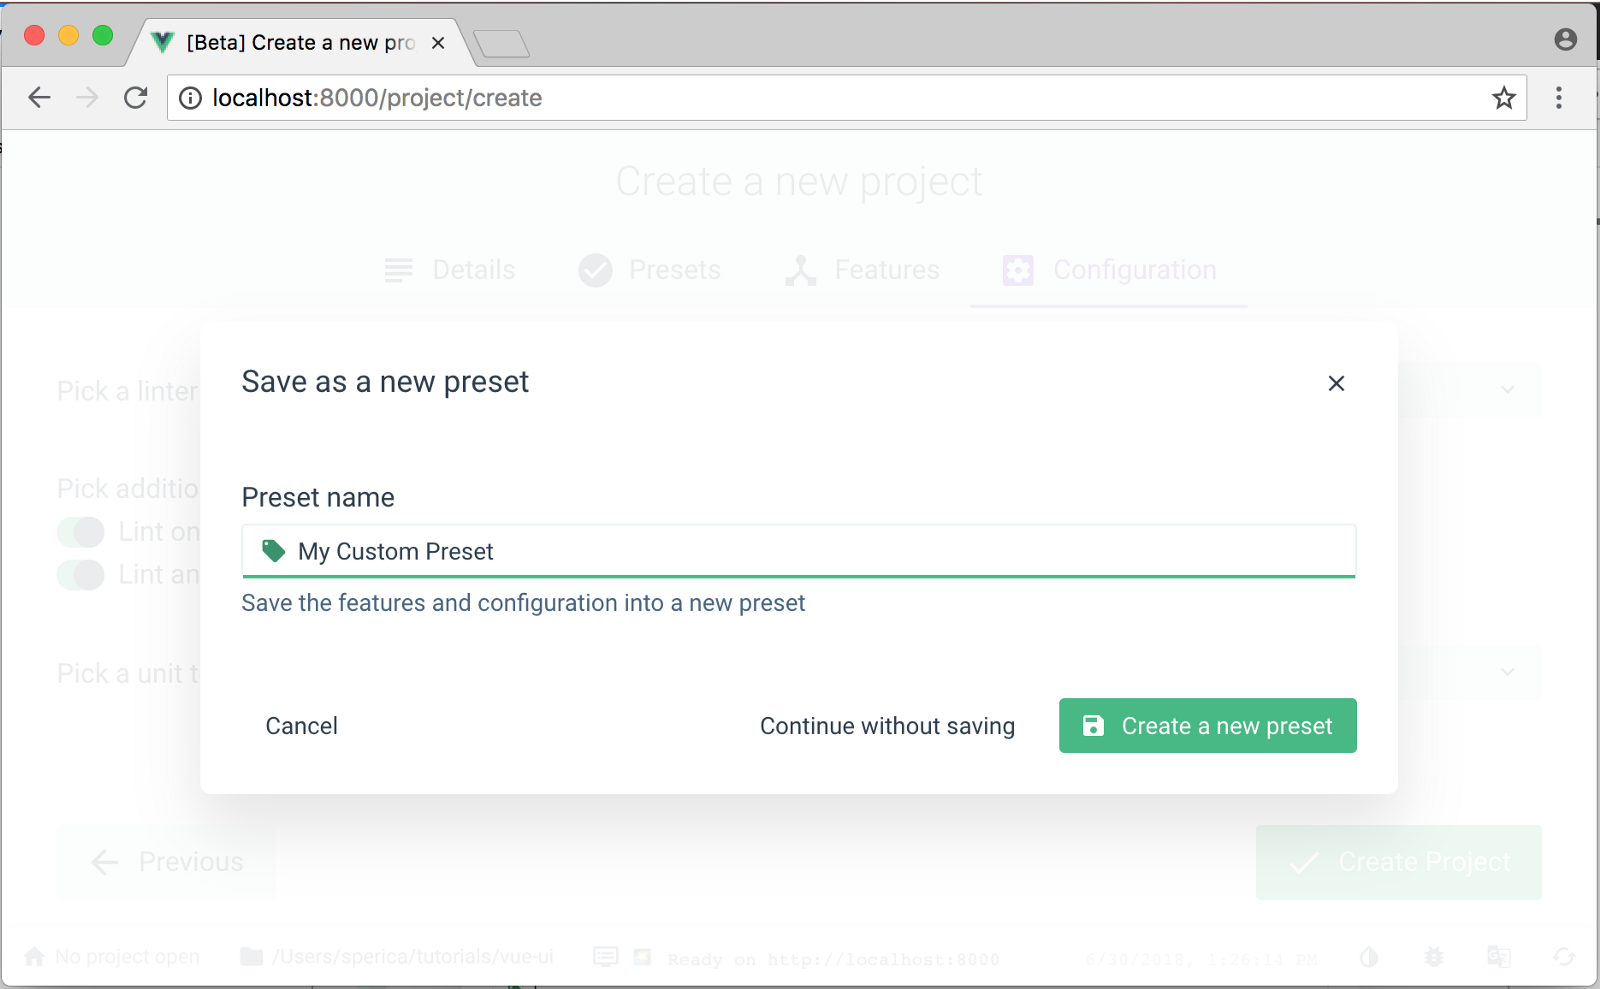 [Beta] Create a new pro
localhost:8000/project/create
Create a new project
Details Presets Features Configuration
Save as a new preset
Pick a linter
Pick additio
Preset name
Lint on
My Custom Preset
Lint an
Save the features and configuration into a new preset
Pick a unit t
Cancel Continue without saving Create a new preset
Previous Create Project
No project open /Users/sperica/tutorials/vue-ui Ready on http://localhost:8000 6/30/2018, 1:26:14 PM